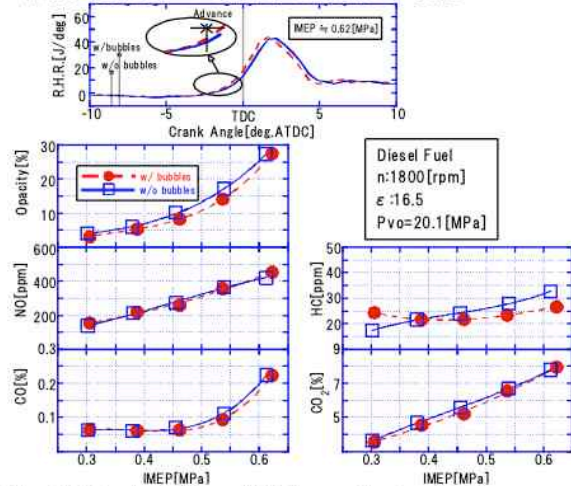 Advance
IMEP ≒ 0.62[MPa]
R.H.R.[J/deg]
60
40
20
0
w/bubbles
w/o bubbles
-10
-5
TDC
5
10
Crank Angle[deg.ATDC]
Opacity[%]
30
20
10
w/ bubbles
w/o bubbles
Diesel Fuel
n:1800[rpm]
ε :16.5
Pvo=20.1[MPa]
NO[ppm]
600
400
200
HC[ppm]
50
40
30
20
CO[%]
0.3
0.2
0.1
0.3
0.4
0.5
0.6
IMEP[MPa]
CO2[%]
9
7
5
0.3
0.4
0.5
0.6
IMEP[MPa]